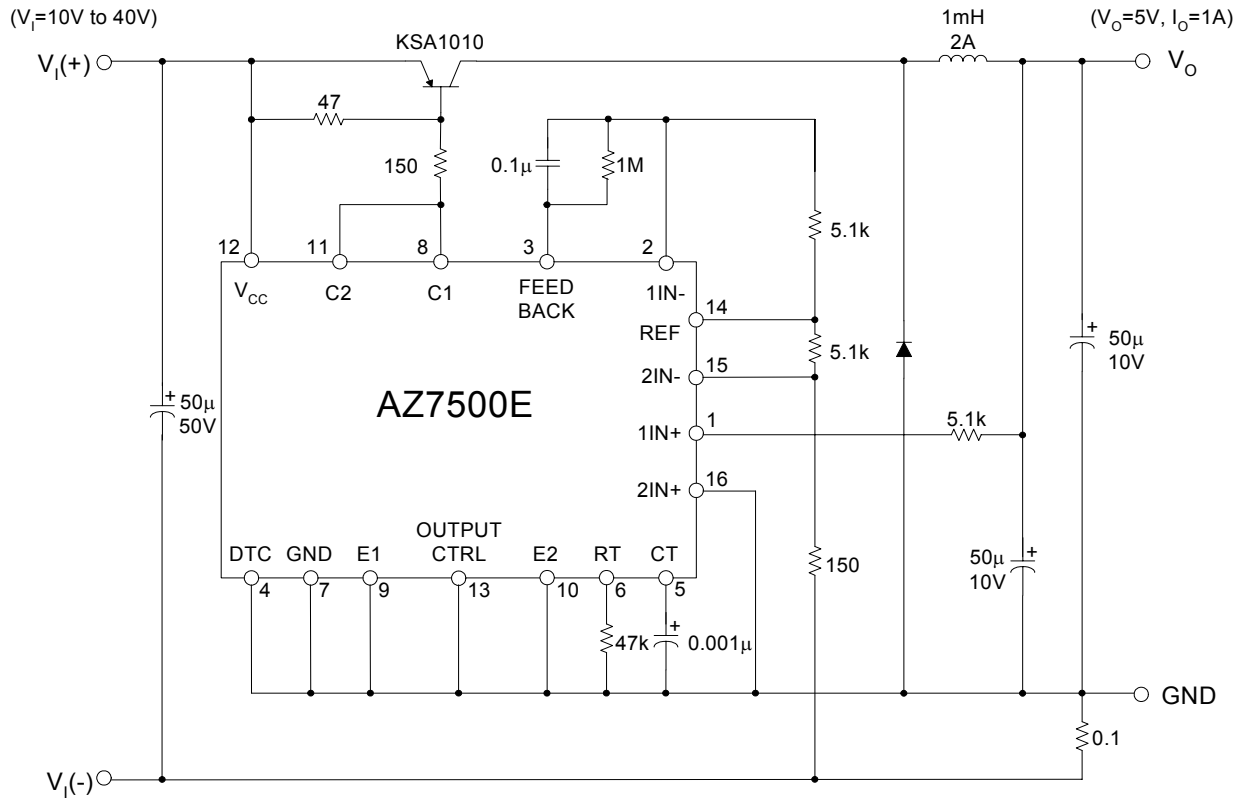 (VI=10V to 40V)
1mH
2A
(VO=5V, IO=1A)
KSA1010
VI(+)
VO
47
150
0.1μ
1M
5.1k
12
11
8
3
2
VCC
C2
C1
FEED
BACK
1IN-
14
REF
5.1k
15
2IN-
+
50μ
10V
AZ7500E
+
50μ
50V
1
1IN+
5.1k
16
2IN+
OUTPUT
CTRL
DTC
GND
E1
E2
RT
CT
150
+
50μ
10V
4
7
9
13
10
6
5
47k
+
0.001μ
GND
0.1
VI(-)